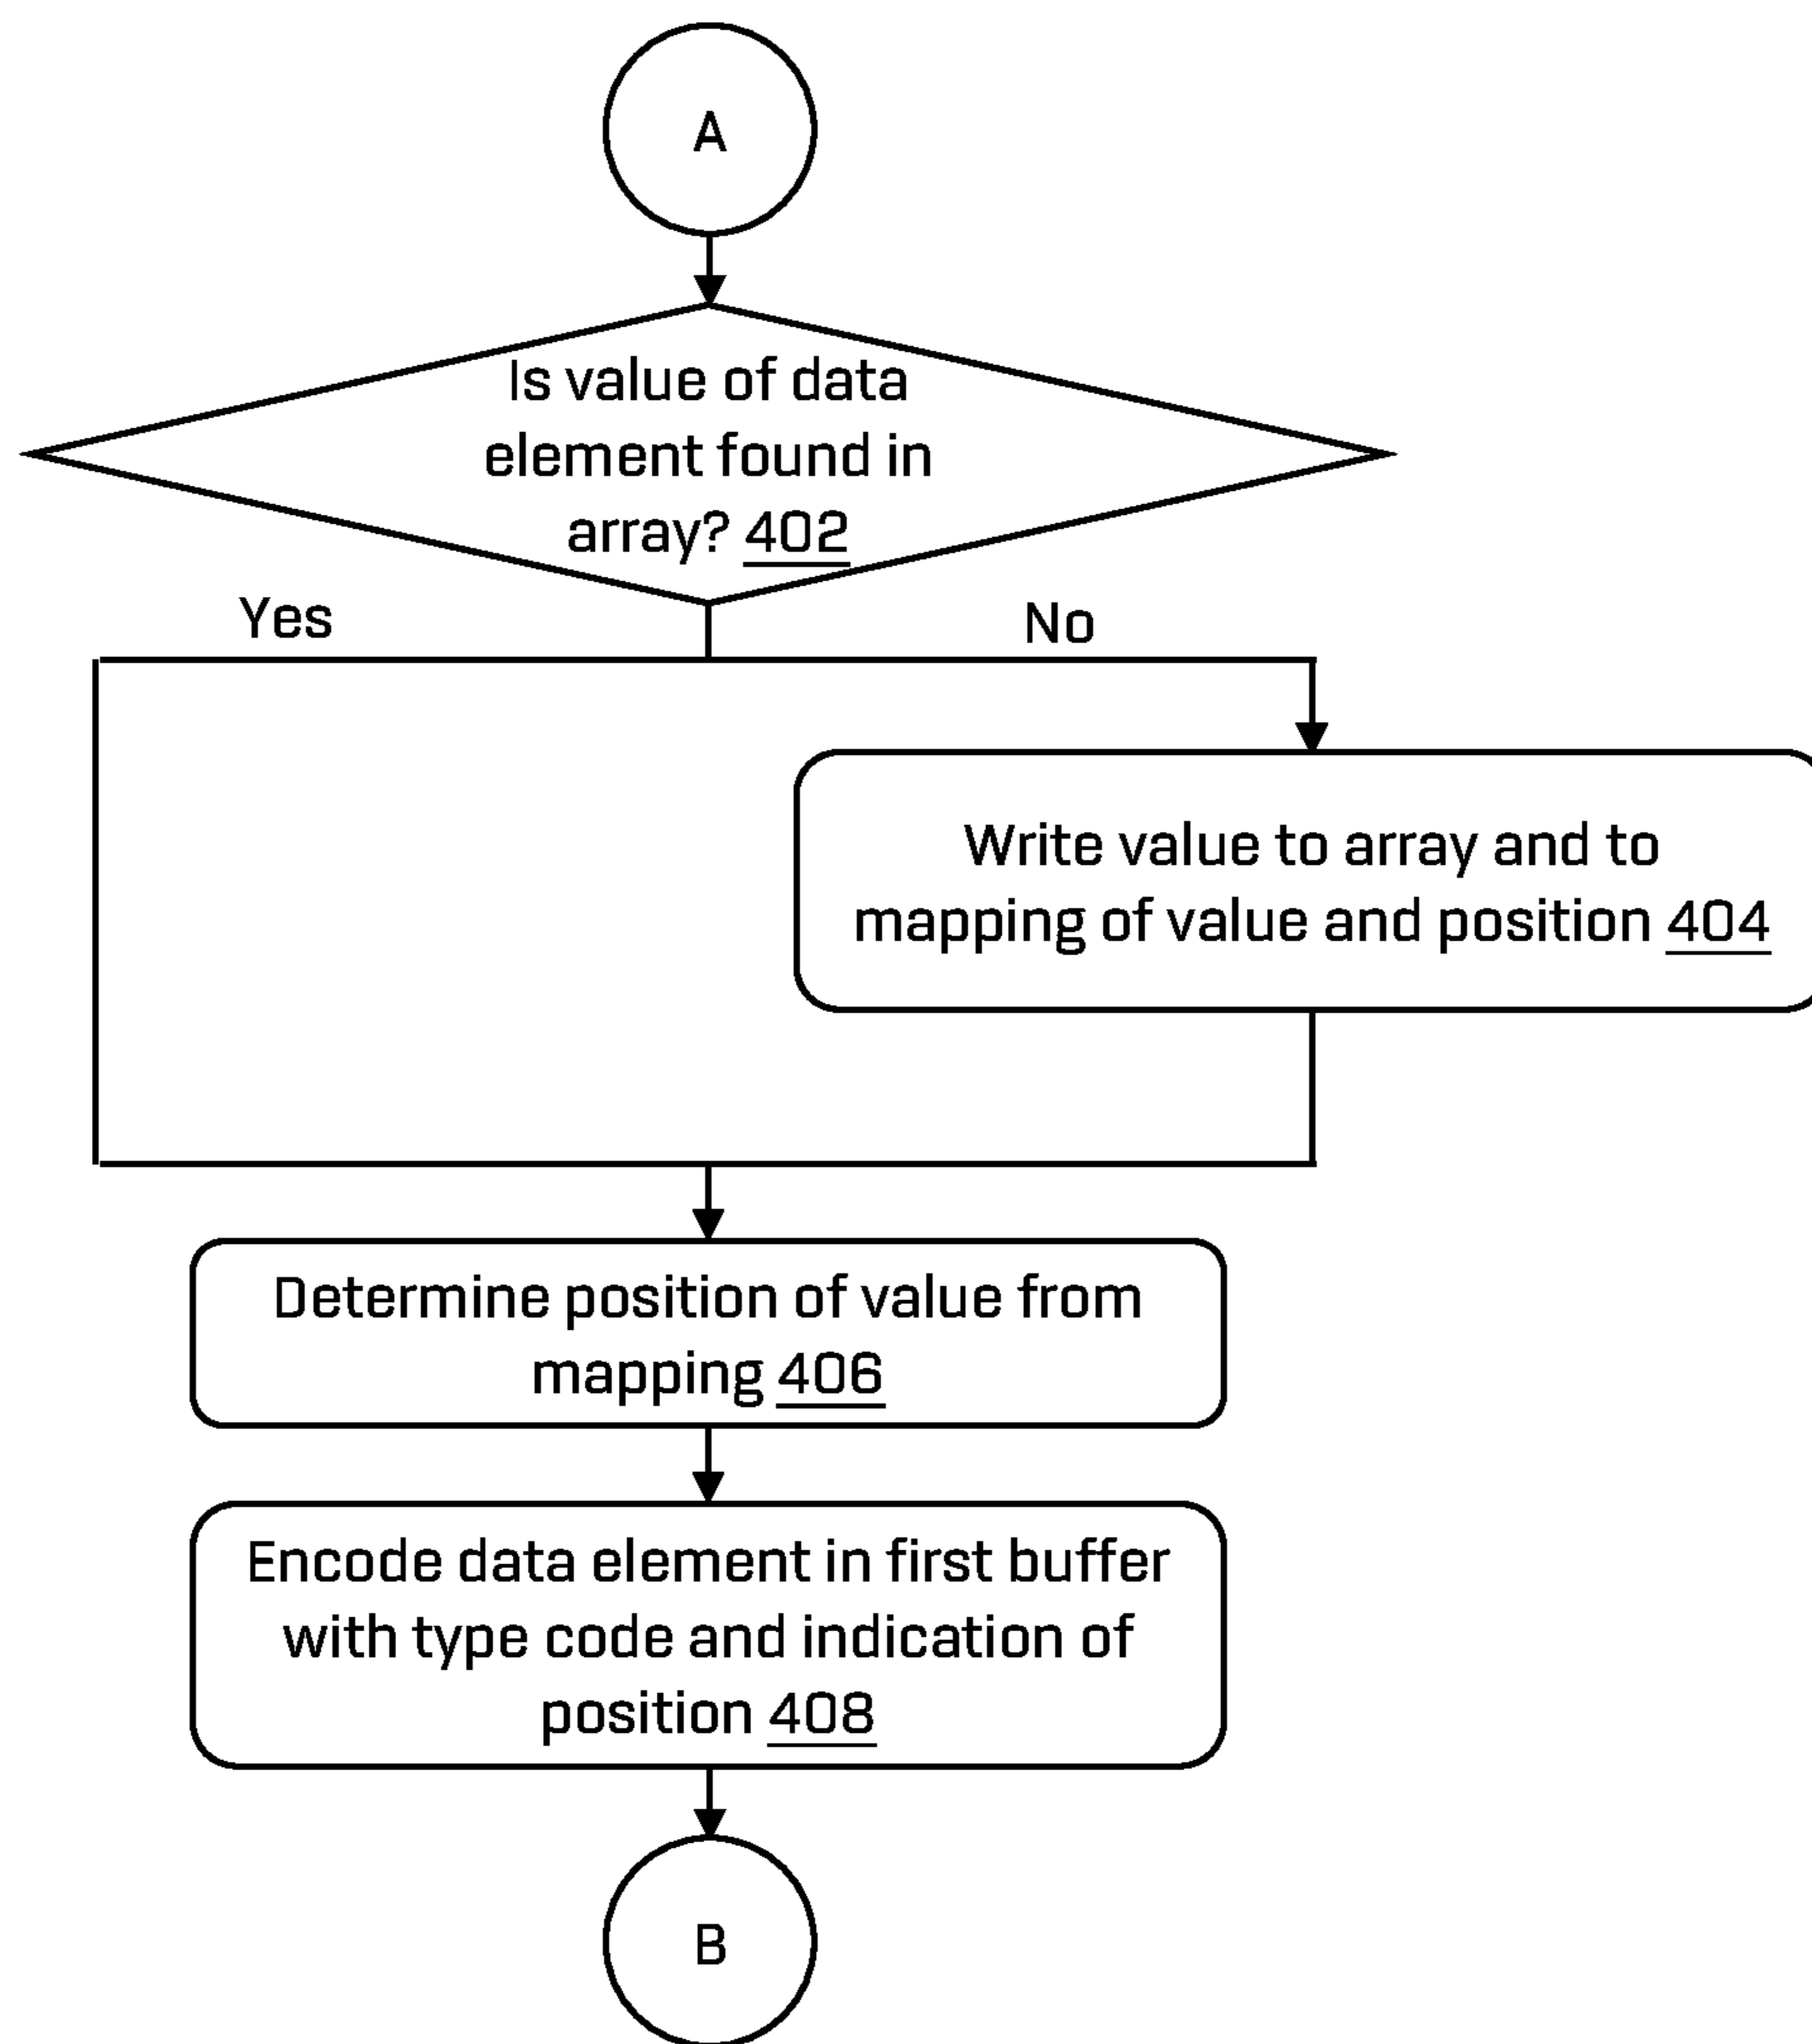 A
Is value of data
element found in
array? 402
Yes
No
Write value to array and to
mapping of value and position 404
Determine position of value from
mapping 406
Encode data element in first buffer
with type code and indication of
position 408
B